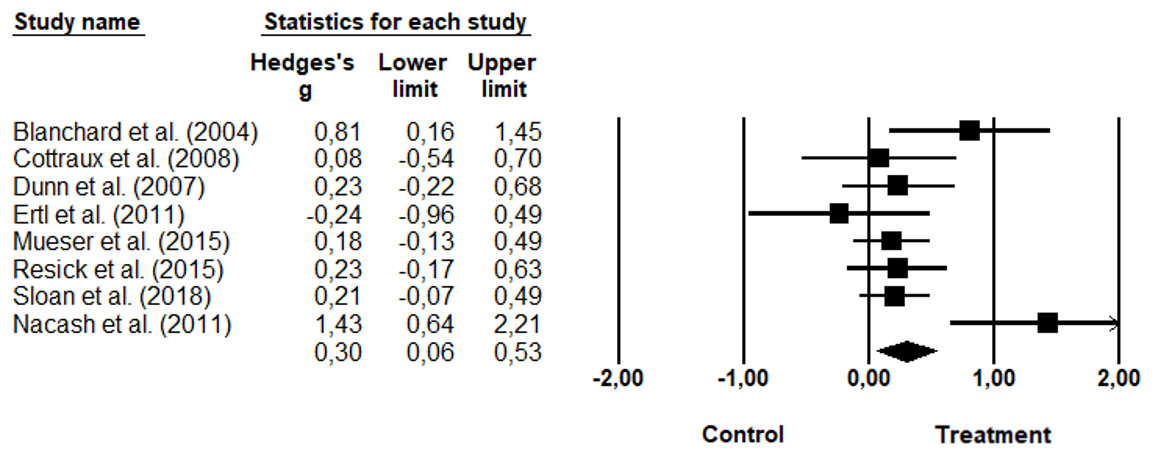 Study name Statistics for each study
Hedges's Lower Upper
g limit limit
Blanchard et al. (2004) 0,81 0,16 1,45
Cottraux et al. (2008) 0,08 -0,54 0,70
Dunn et al. (2007) 0,23 -0,22 0,68
Ertl et al. (2011) -0,24 -0,96 0,49
Mueser et al. (2015) 0,18 -0,13 0,49
Resick et al. (2015) 0,23 -0,17 0,63
Sloan et al. (2018) 0,21 -0,07 0,49
Nacash et al. (2011) 1,43 0,64 2,21
0,30 0,06 0,53
-2,00 -1,00 0,00 1,00 2,00
Control Treatment